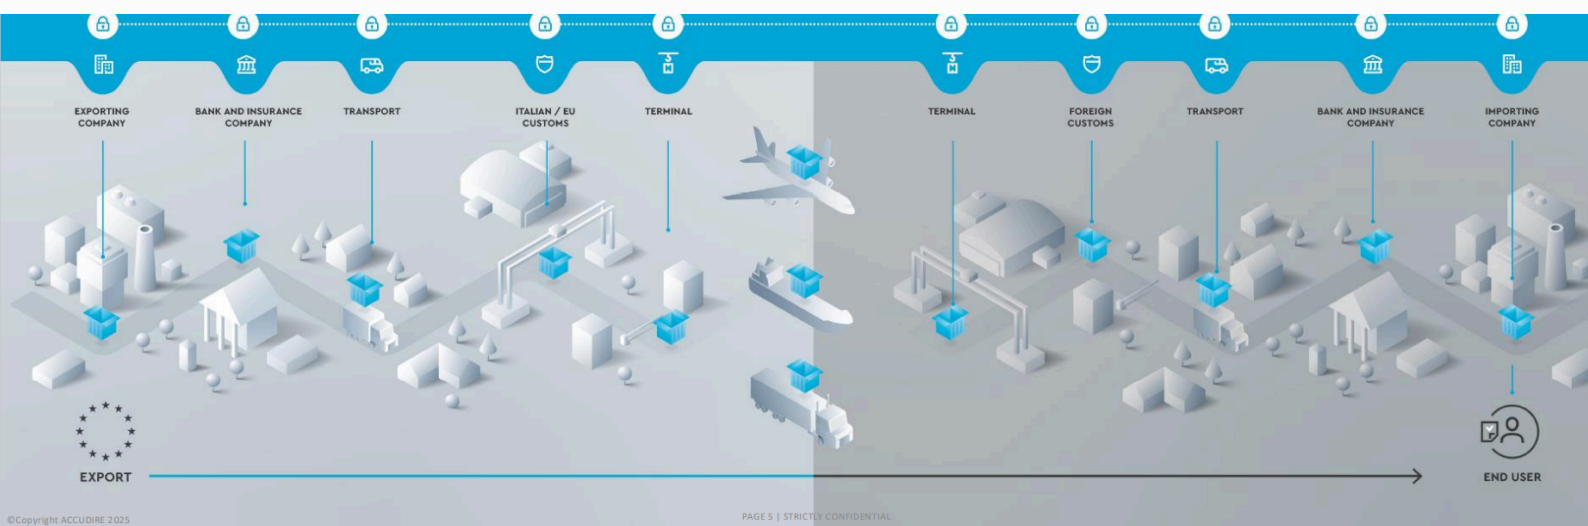 EXPORTING
COMPANY
BANK AND INSURANCE
COMPANY
TRANSPORT
ITALIAN / EU
CUSTOMS
TERMINAL
TERMINAL
FOREIGN
CUSTOMS
TRANSPORT
BANK AND INSURANCE
COMPANY
IMPORTING
COMPANY
EXPORT
END USER
©Copyright ACCUDIRE 2025
PAGE 5 | STRICTLY CONFIDENTIAL